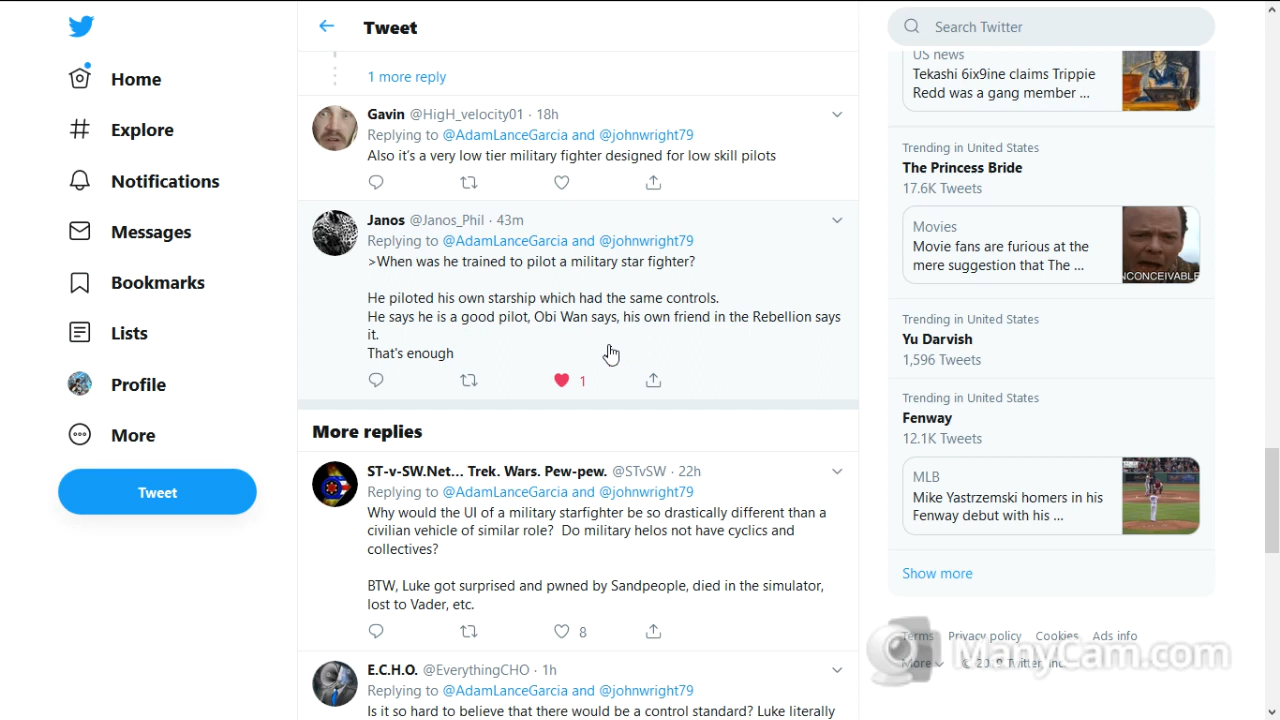 Home
Explore
Notifications
Messages
Bookmarks
Lists
Profile
More
Tweet
Tweet
1 more reply
Gavin @HigH_velocity01 · 18h
Replying to @AdamLanceGarcia and @johnwright79
Also it's a very low tier military fighter designed for low skill pilots
Janos @Janos_Phil · 43m
Replying to @AdamLanceGarcia and @johnwright79
>When was he trained to pilot a military star fighter?
He piloted his own starship which had the same controls.
He says he is a good pilot, Obi Wan says, his own friend in the Rebellion says
it.
That's enough
1
More replies
ST-v-SW.Net... Trek. Wars. Pew-pew. @STvSW · 22h
Replying to @AdamLanceGarcia and @johnwright79
Why would the UI of a military starfighter be so drastically different than a
civilian vehicle of similar role?  Do military helos not have cyclics and
collectives?
BTW, Luke got surprised and pwned by Sandpeople, died in the simulator,
lost to Vader, etc.
8
E.C.H.O. @EverythingCHO · 1h
Replying to @AdamLanceGarcia and @johnwright79
Is it so hard to believe that there would be a control standard? Luke literally
Search Twitter
US news
Tekashi 6ix9ine claims Trippie
Redd was a gang member ...
Trending in United States
The Princess Bride
17.6K Tweets
Movies
Movie fans are furious at the
mere suggestion that The ...
NCONCEIVABLE
Trending in United States
Yu Darvish
1,596 Tweets
Trending in United States
Fenway
12.1K Tweets
MLB
Mike Yastrzemski homers in his
Fenway debut with his ...
Show more
Terms Privacy policy Cookies Ads info
More © 2019 Twitter, Inc.
ManyCam.com